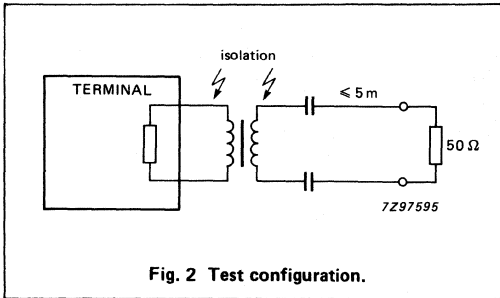 isolation
TERMINAL
≤ 5 m
50 Ω
7Z97595
Fig. 2 Test configuration.